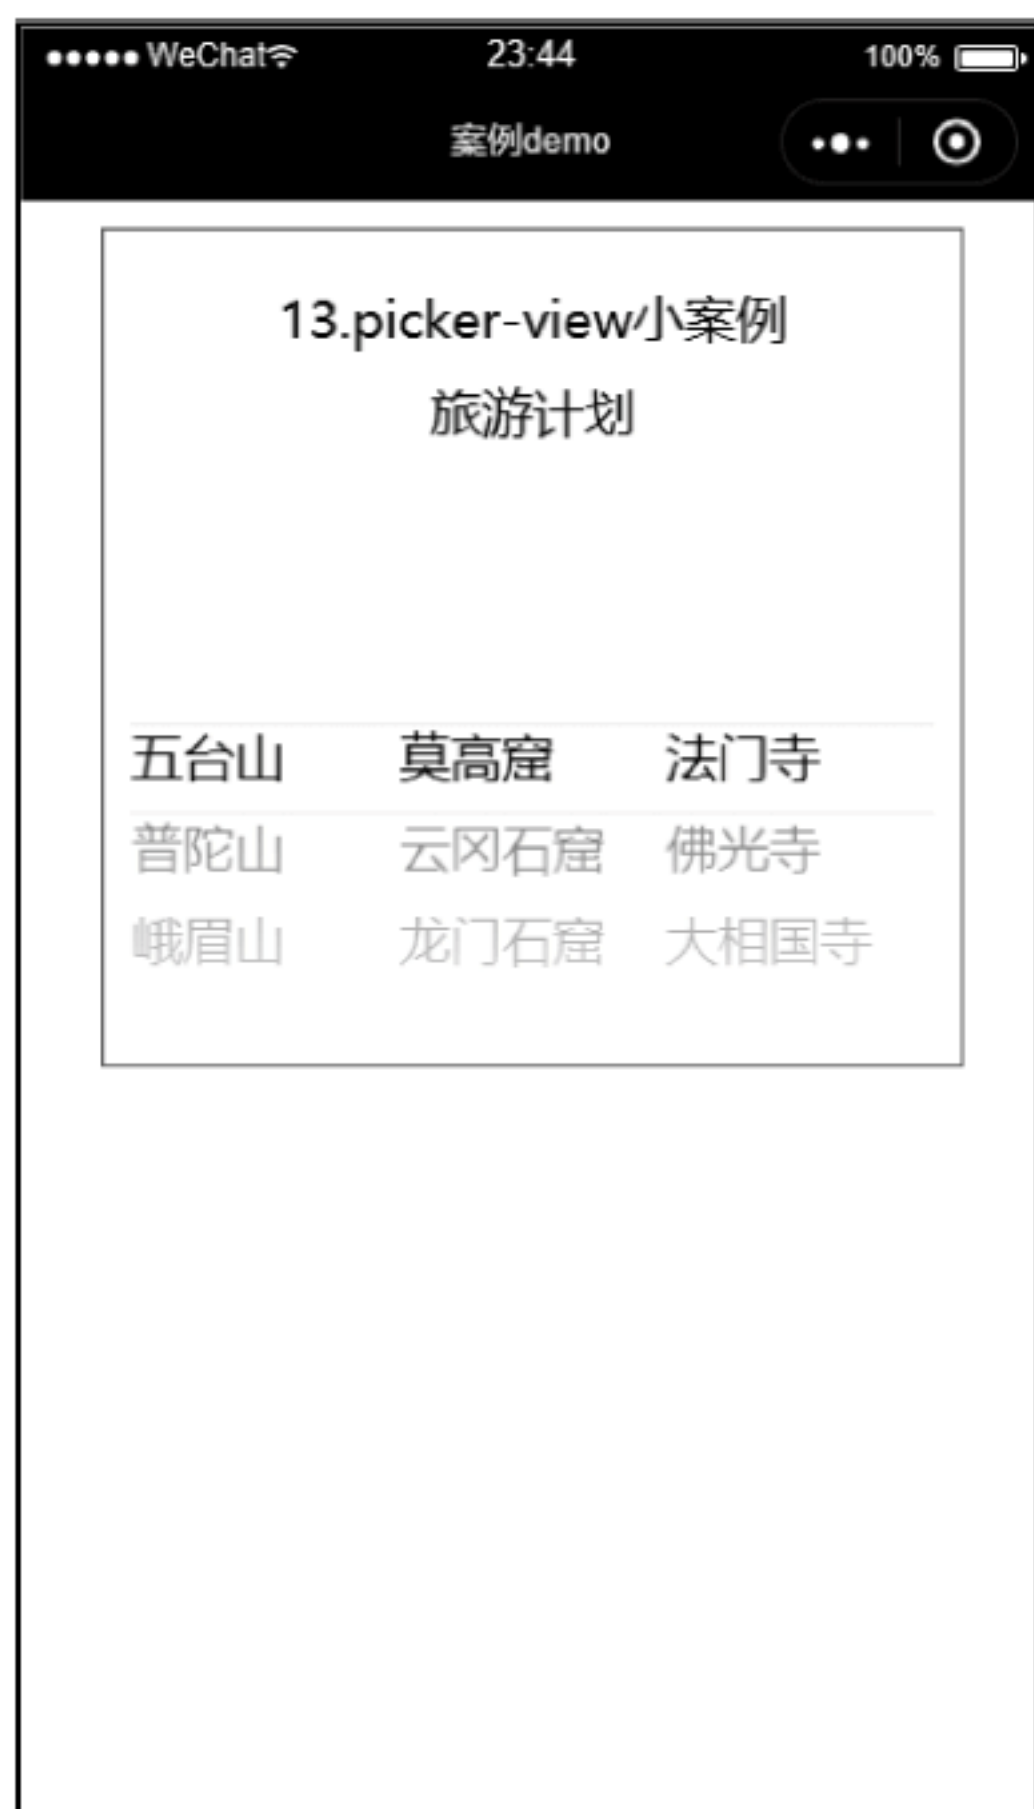 WeChat 23:44 100%
案例demo
13.picker-view小案例
旅游计划
五台山 莫高窟 法门寺
普陀山 云冈石窟 佛光寺
峨眉山 龙门石窟 大相国寺